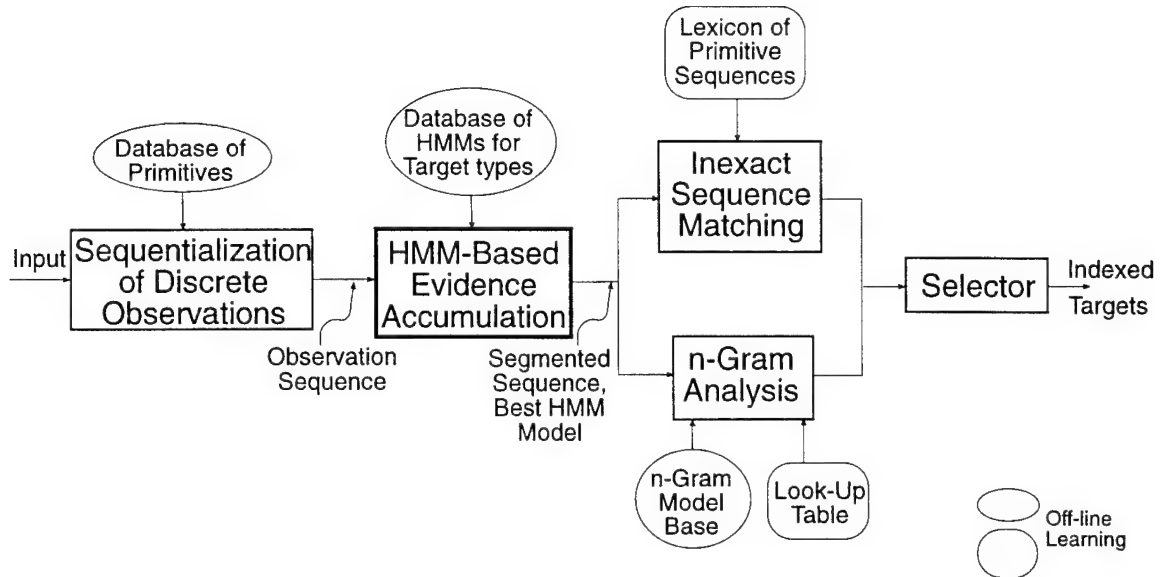 Lexicon of
Primitive
Sequences
Database of
HMMs for
Target types
Database of
Primitives
Inexact
Sequence
Matching
Input
Sequentialization
of Discrete
Observations
HMM-Based
Evidence
Accumulation
Selector
Indexed
Targets
Observation
Sequence
Segmented
Sequence,
Best HMM
Model
n-Gram
Analysis
n-Gram
Model
Base
Look-Up
Table
Off-line
Learning